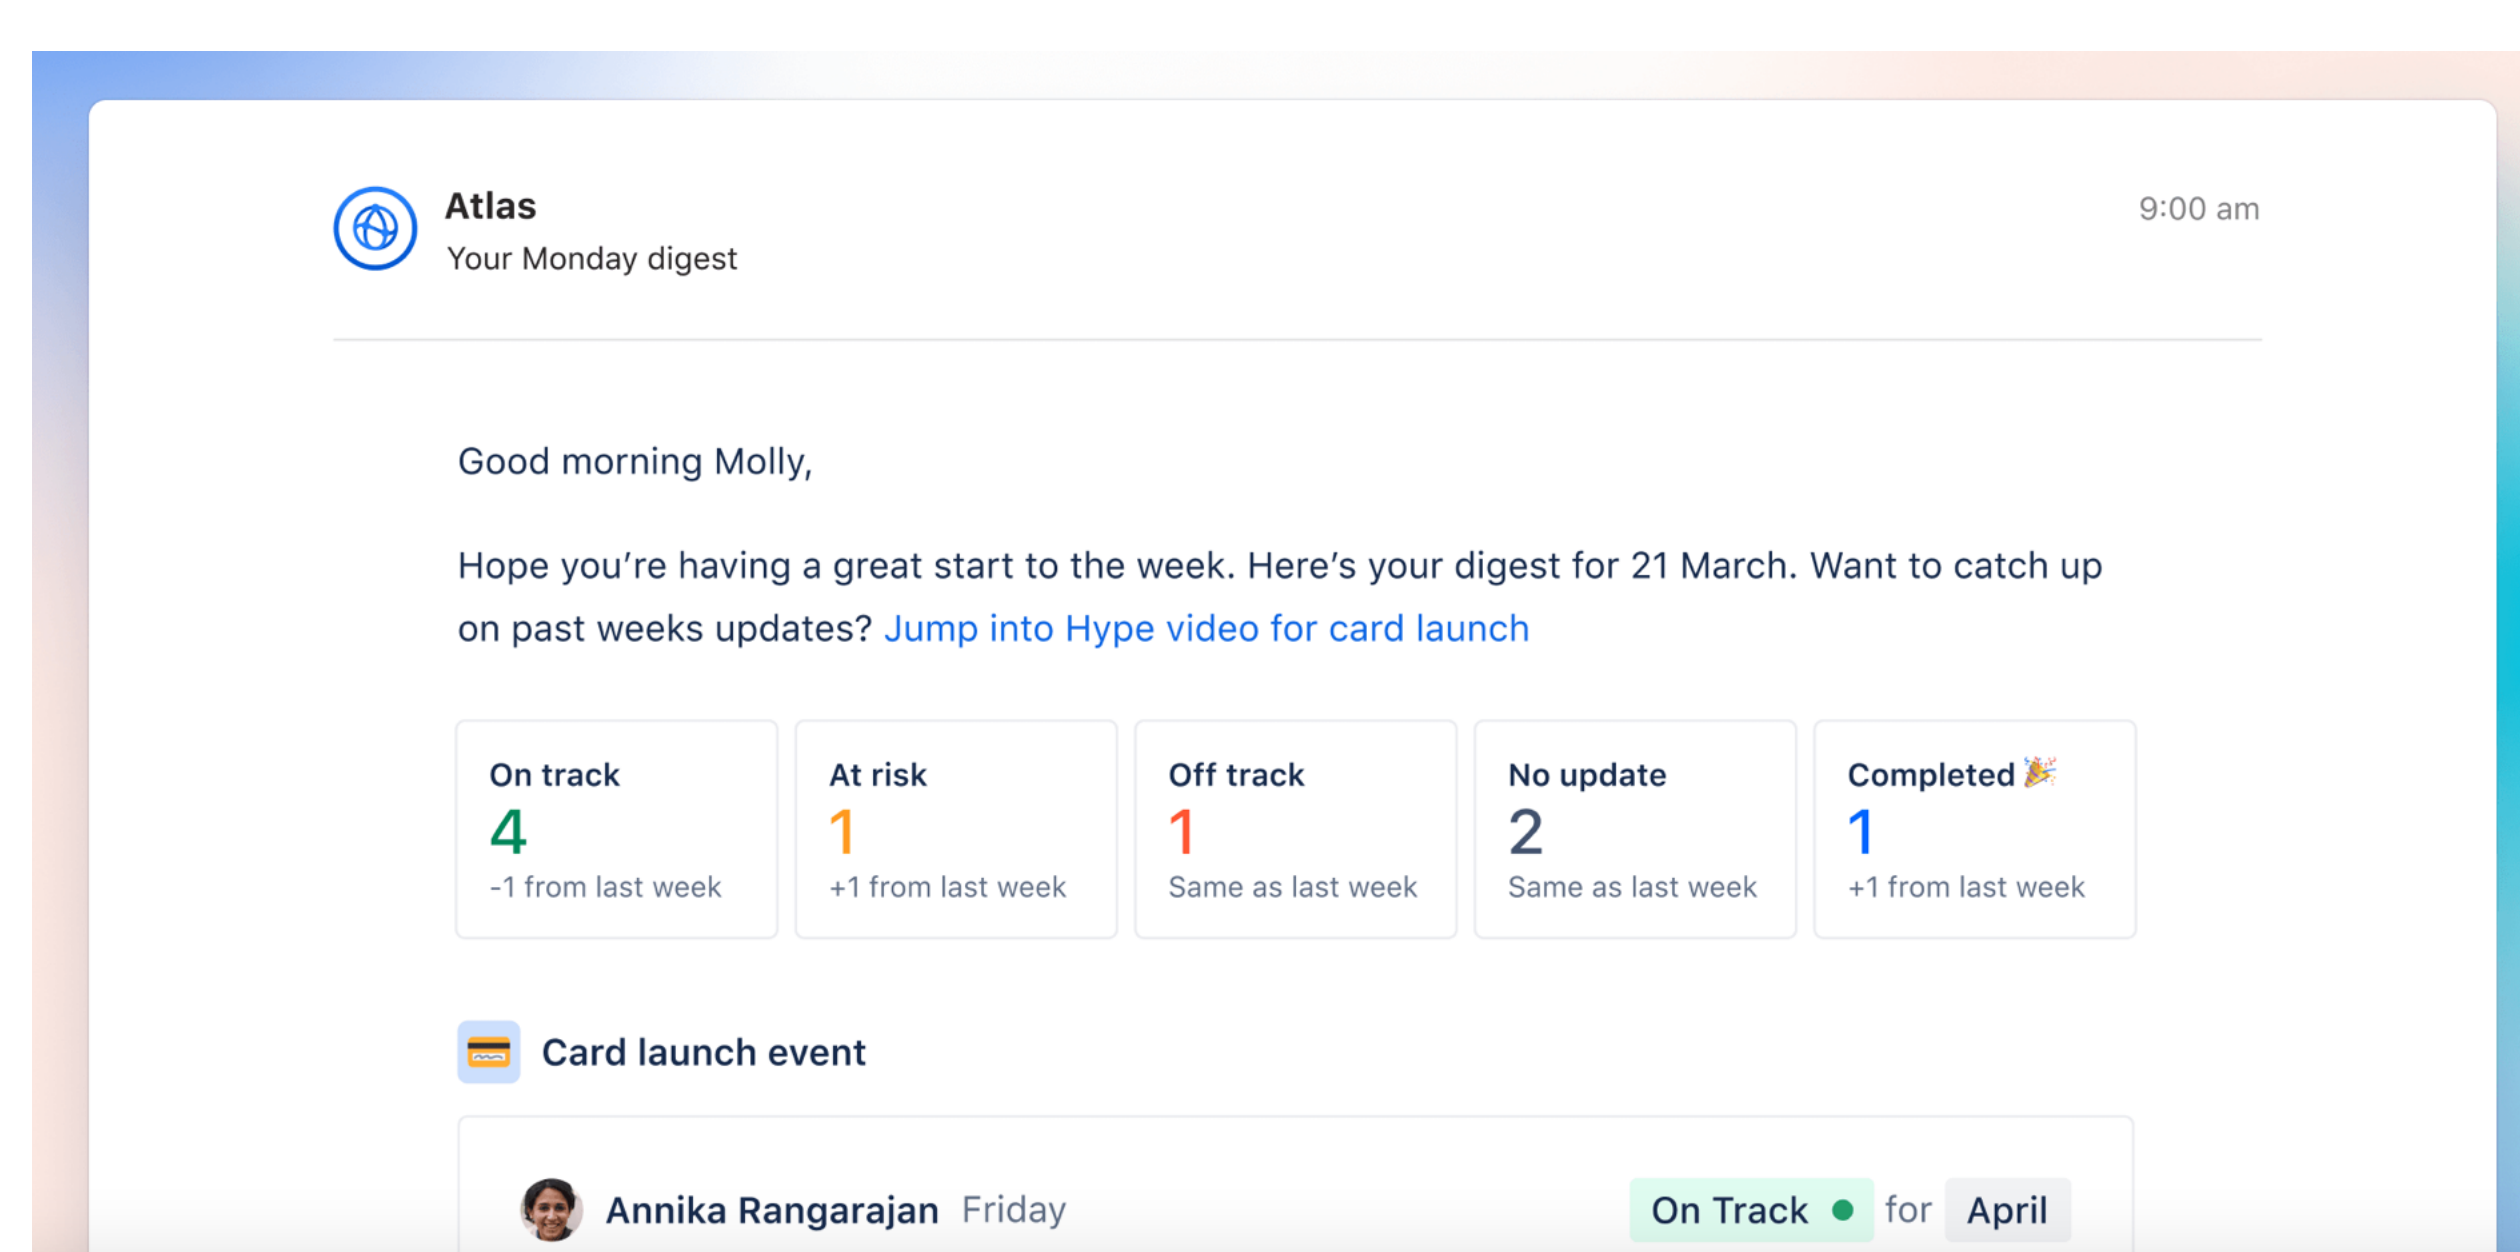 Atlas
9:00 am
Your Monday digest
Good morning Molly,
Hope you’re having a great start to the week. Here’s your digest for 21 March. Want to catch up
on past weeks updates? Jump into Hype video for card launch
On track
4
-1 from last week
At risk
1
+1 from last week
Off track
1
Same as last week
No update
2
Same as last week
Completed 🎉
1
+1 from last week
Card launch event
Annika Rangarajan Friday
On Track for April